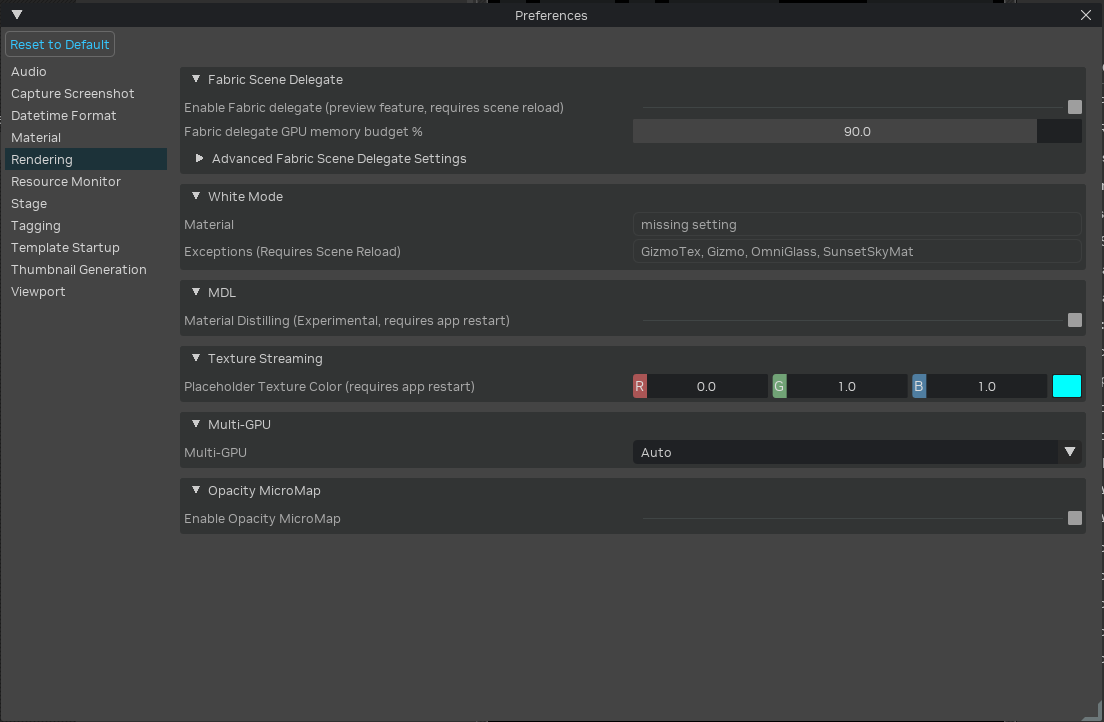 Preferences
Reset to Default
Audio
Capture Screenshot
Datetime Format
Material
Rendering
Resource Monitor
Stage
Tagging
Template Startup
Thumbnail Generation
Viewport
Fabric Scene Delegate
Enable Fabric delegate (preview feature, requires scene reload)
Fabric delegate GPU memory budget % 90.0
Advanced Fabric Scene Delegate Settings
White Mode
Material missing setting
Exceptions (Requires Scene Reload) GizmoTex, Gizmo, OmniGlass, SunsetSkyMat
MDL
Material Distilling (Experimental, requires app restart)
Texture Streaming
Placeholder Texture Color (requires app restart) R 0.0 G 1.0 B 1.0
Multi-GPU
Multi-GPU Auto
Opacity MicroMap
Enable Opacity MicroMap